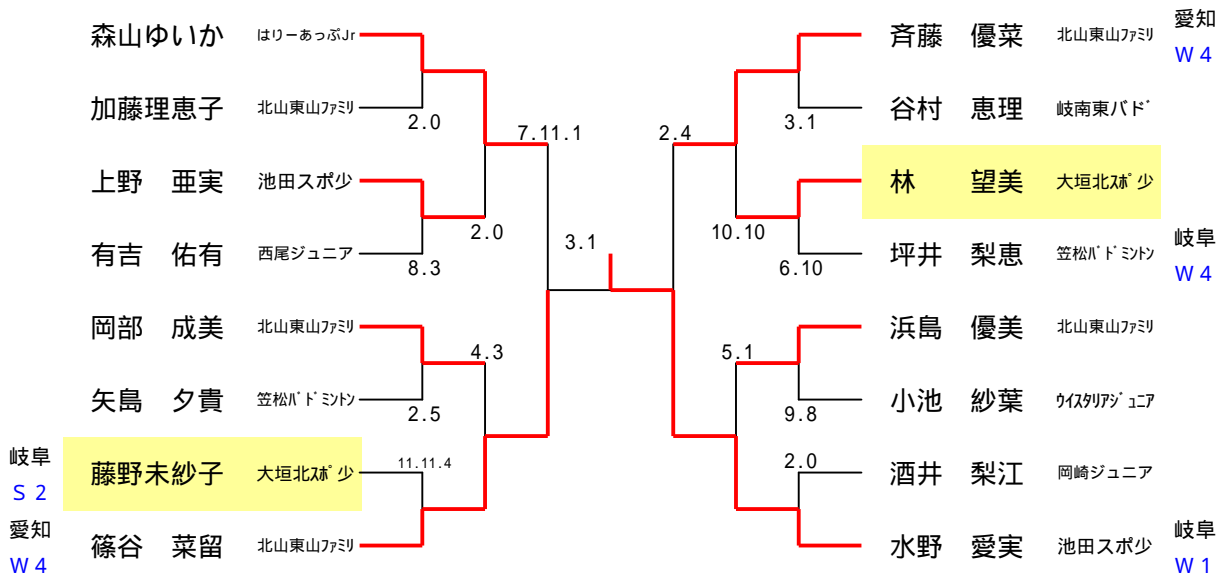 森山ゆいか はりーあっぷJr
加藤理恵子 北山東山ﾌｧﾐﾘ
2.0
7.11.1
上野 亜実 池田スポ少
2.0
有吉 佑有 西尾ジュニア
8.3
3.1
岡部 成美 北山東山ﾌｧﾐﾘ
4.3
矢島 夕貴 笠松ﾊﾞﾄﾞﾐﾝﾄﾝ
2.5
岐阜
S 2
藤野未紗子 大垣北ｽﾎﾟ少
11.11.4
愛知
W 4
篠谷 菜留 北山東山ﾌｧﾐﾘ
斉藤 優菜 北山東山ﾌｧﾐﾘ
愛知
W 4
谷村 恵理 岐南東バドﾞ
3.1
2.4
林 望美 大垣北ｽﾎﾟ少
10.10
坪井 梨恵 笠松ﾊﾞﾄﾞﾐﾝﾄﾝ
岐阜
W 4
6.10
浜島 優美 北山東山ﾌｧﾐﾘ
5.1
小池 紗葉 ｳｲｽﾀﾘｱｼﾞｭﾆｱ
9.8
2.0
酒井 梨江 岡崎ジュニア
水野 愛実 池田スポ少
岐阜
W 1